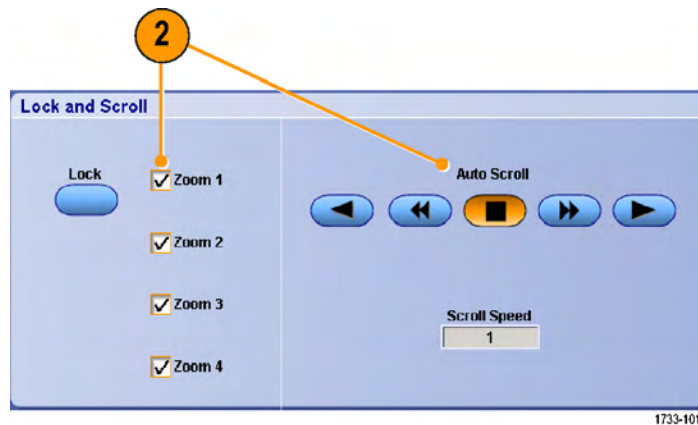 2
Lock and Scroll
Lock
Zoom 1
Auto Scroll
Zoom 2
Zoom 3
Scroll Speed
1
Zoom 4
1733-101